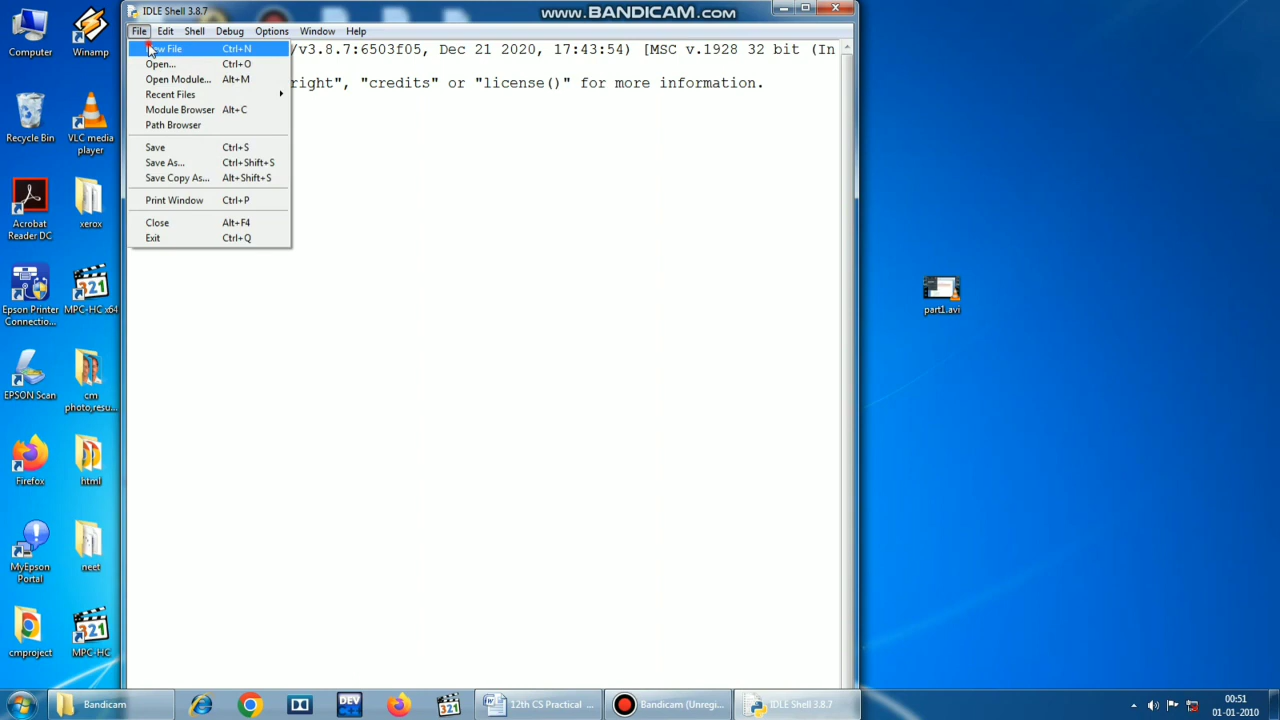 IDLE Shell 3.8.7
WWW.BANDICAM.COM
File Edit Shell Debug Options Window Help
/v3.8.7:6503f05, Dec 21 2020, 17:43:54) [MSC v.1928 32 bit (In
right", "credits" or "license()" for more information.
File Ctrl+N
Open... Ctrl+O
Open Module... Alt+M
Recent Files
Module Browser Alt+C
Path Browser
Save Ctrl+S
Save As... Ctrl+Shift+S
Save Copy As... Alt+Shift+S
Print Window Ctrl+P
Close Alt+F4
Exit Ctrl+Q
Computer
Winamp
Recycle Bin
VLC media
player
Acrobat
Reader DC
xerox
Epson Printer
Connectio...
MPC-HC x64
EPSON Scan
cm
photo,resu...
Firefox
html
MyEpson
Portal
neet
cmproject
MPC-HC
part1.avi
Bandicam
DEV
321
12th CS Practical ...
Bandicam (Unregi...
IDLE Shell 3.8.7
00:51
01-01-2010